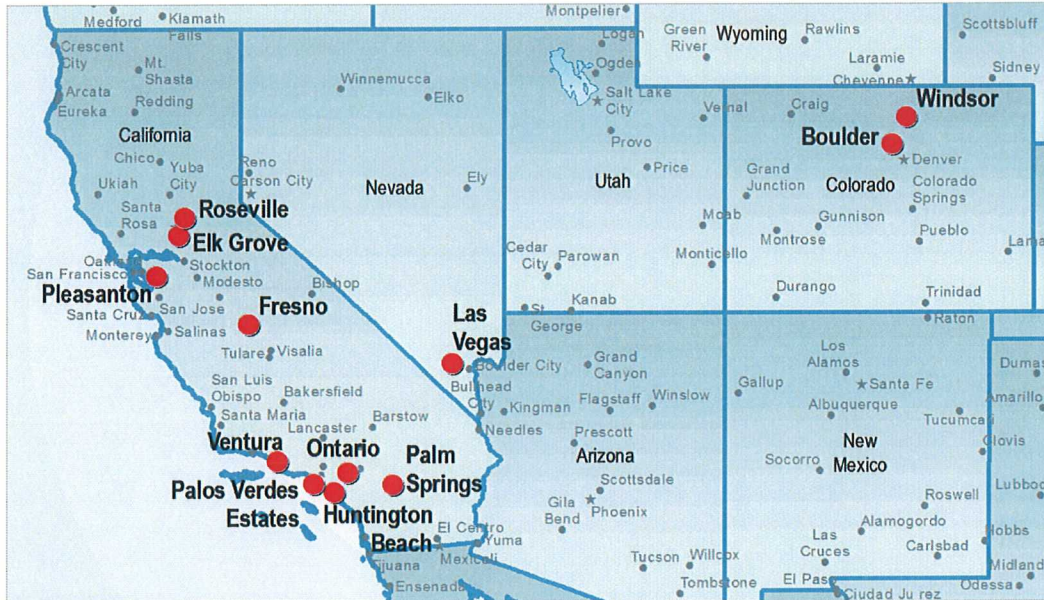 Medford
Klamath
Falls
Montpelier
Logan
Green
River
Wyoming
Rawlins
Scottsbluff
Crescent
City
Mt.
Shasta
Winnemucca
Elko
Ogden
Salt Lake
City
Laramie
Cheyenne
Sidney
Arcata
Eureka
Redding
California
Vernal
Craig
Windsor
Provo
Boulder
Chico
Yuba
City
Reno
Carson City
Nevada
Ely
Utah
Price
Grand
Junction
Colorado
Denver
Colorado
Springs
Ukiah
Santa
Rosa
Roseville
Elk Grove
Moab
Gunnison
Montrose
Pueblo
Lama
San Francisco
Stockton
Modesto
Cedar
City
Parowan
Monticello
Pleasanton
Bishop
Durango
Trinidad
San Jose
Santa Cruz
Fresno
Las
Vegas
St.
George
Kanab
Raton
Monterey
Salinas
Tulare
Visalia
Boulder City
Grand
Canyon
Los
Alamos
Santa Fe
Dumas
San Luis
Obispo
Bakersfield
Bullhead
City
Kingman
Flagstaff
Winslow
Gallup
Albuquerque
Amarillo
Tucumcari
Santa Maria
Lancaster
Barstow
Needles
Prescott
Arizona
New
Mexico
Clovis
Ventura
Ontario
Palm
Springs
Socorro
Palos Verdes
Estates
Scottsdale
Gila
Bend
Phoenix
Roswell
Lubboc
Huntington
Beach
El Centro
Mexicali
Yuma
Las
Cruces
Alamogordo
Carlsbad
Hobbs
Tijuana
Tucson
Willcox
Tombstone
El Paso
Ciudad Ju rez
Midland
Odessa
Ensenada